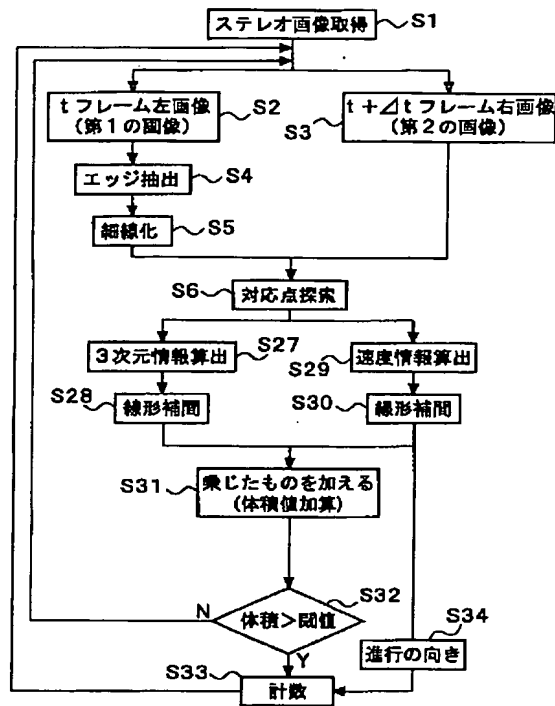 ステレオ画像取得 S1
tフレーム左画像
(第1の画像) S2
t+⊿tフレーム右画像
(第2の画像) S3
エッジ抽出 S4
細線化 S5
S6 対応点探索
3次元情報算出 S27
速度情報算出 S29
S28 線形補間
S30 線形補間
S31 乗じたものを加える
(体積値加算)
N 体積>閾値 S32
Y
S34
進行の向き
S33 計数